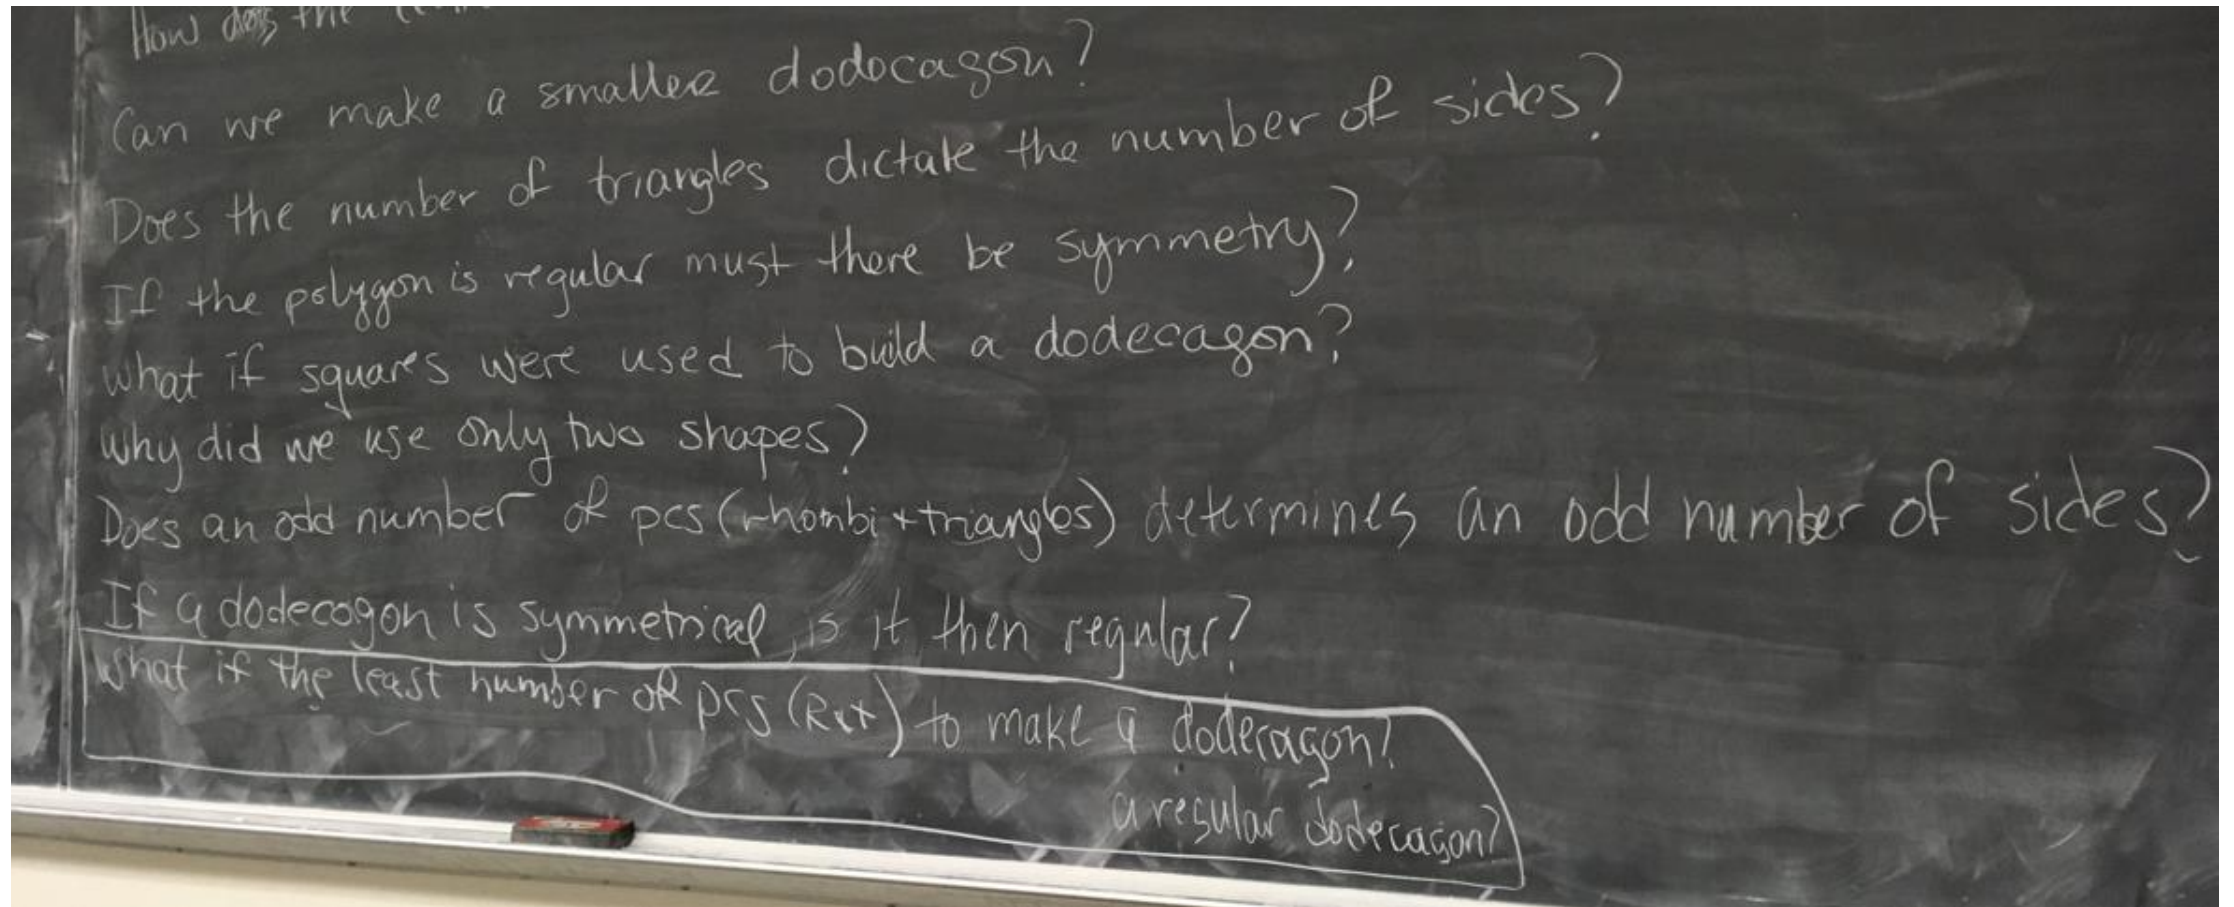 How does the
Can we make a smaller dodocagon?
Does the number of triangles dictate the number of sides?
If the polygon is regular must there be symmetry?
What if squares were used to build a dodecagon?
Why did we use only two shapes?
Does an odd number of pcs (rhombi + triangles) determines an odd number of sides?
If a dodecogon is symmetrical, is it then regular?
What if the least number of pcs (R+t) to make a dodecagon?
a regular dodecagon?